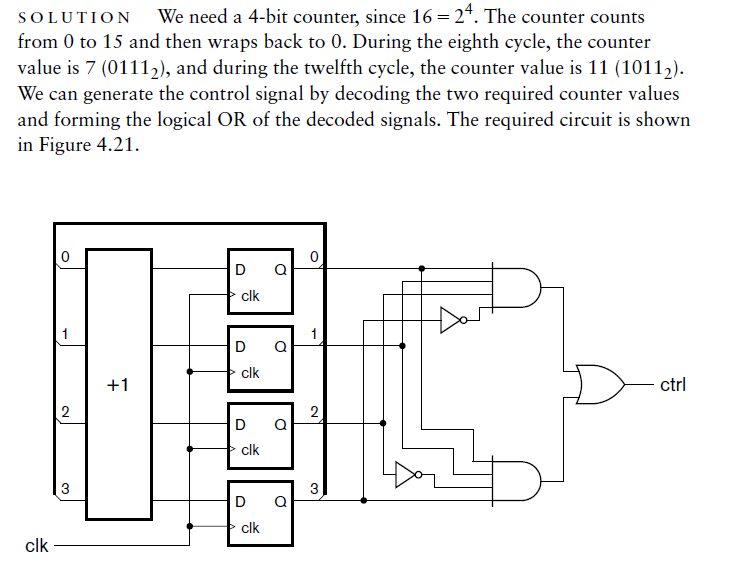 SOLUTION We need a 4-bit counter, since 16 = 2⁴. The counter counts
from 0 to 15 and then wraps back to 0. During the eighth cycle, the counter
value is 7 (0111₂), and during the twelfth cycle, the counter value is 11 (1011₂).
We can generate the control signal by decoding the two required counter values
and forming the logical OR of the decoded signals. The required circuit is shown
in Figure 4.21.
0 D Q 0
clk
1 D Q 1
clk
+1 ctrl
2 D Q 2
clk
3 D Q 3
clk
clk